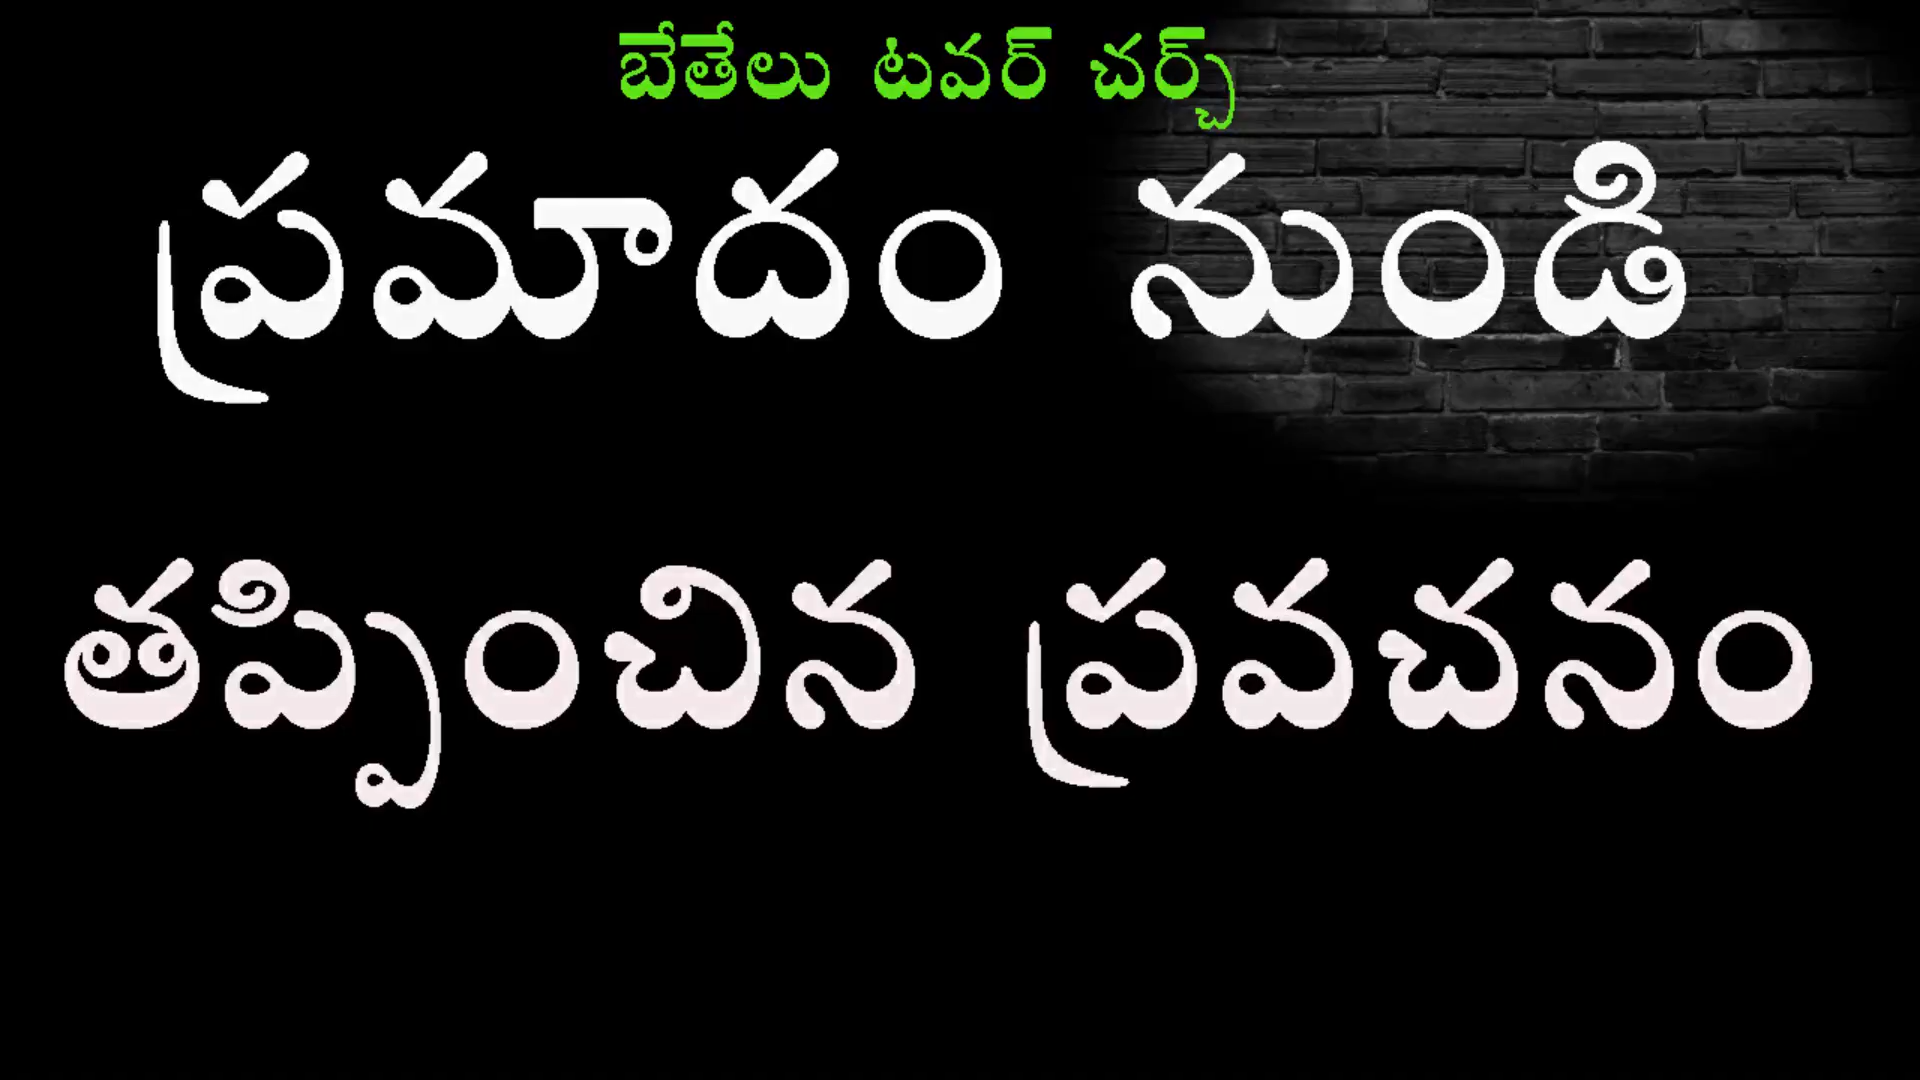 బేతేలు టవర్ చర్చ్
ప్రమాదం నుండి
తప్పించిన ప్రవచనం